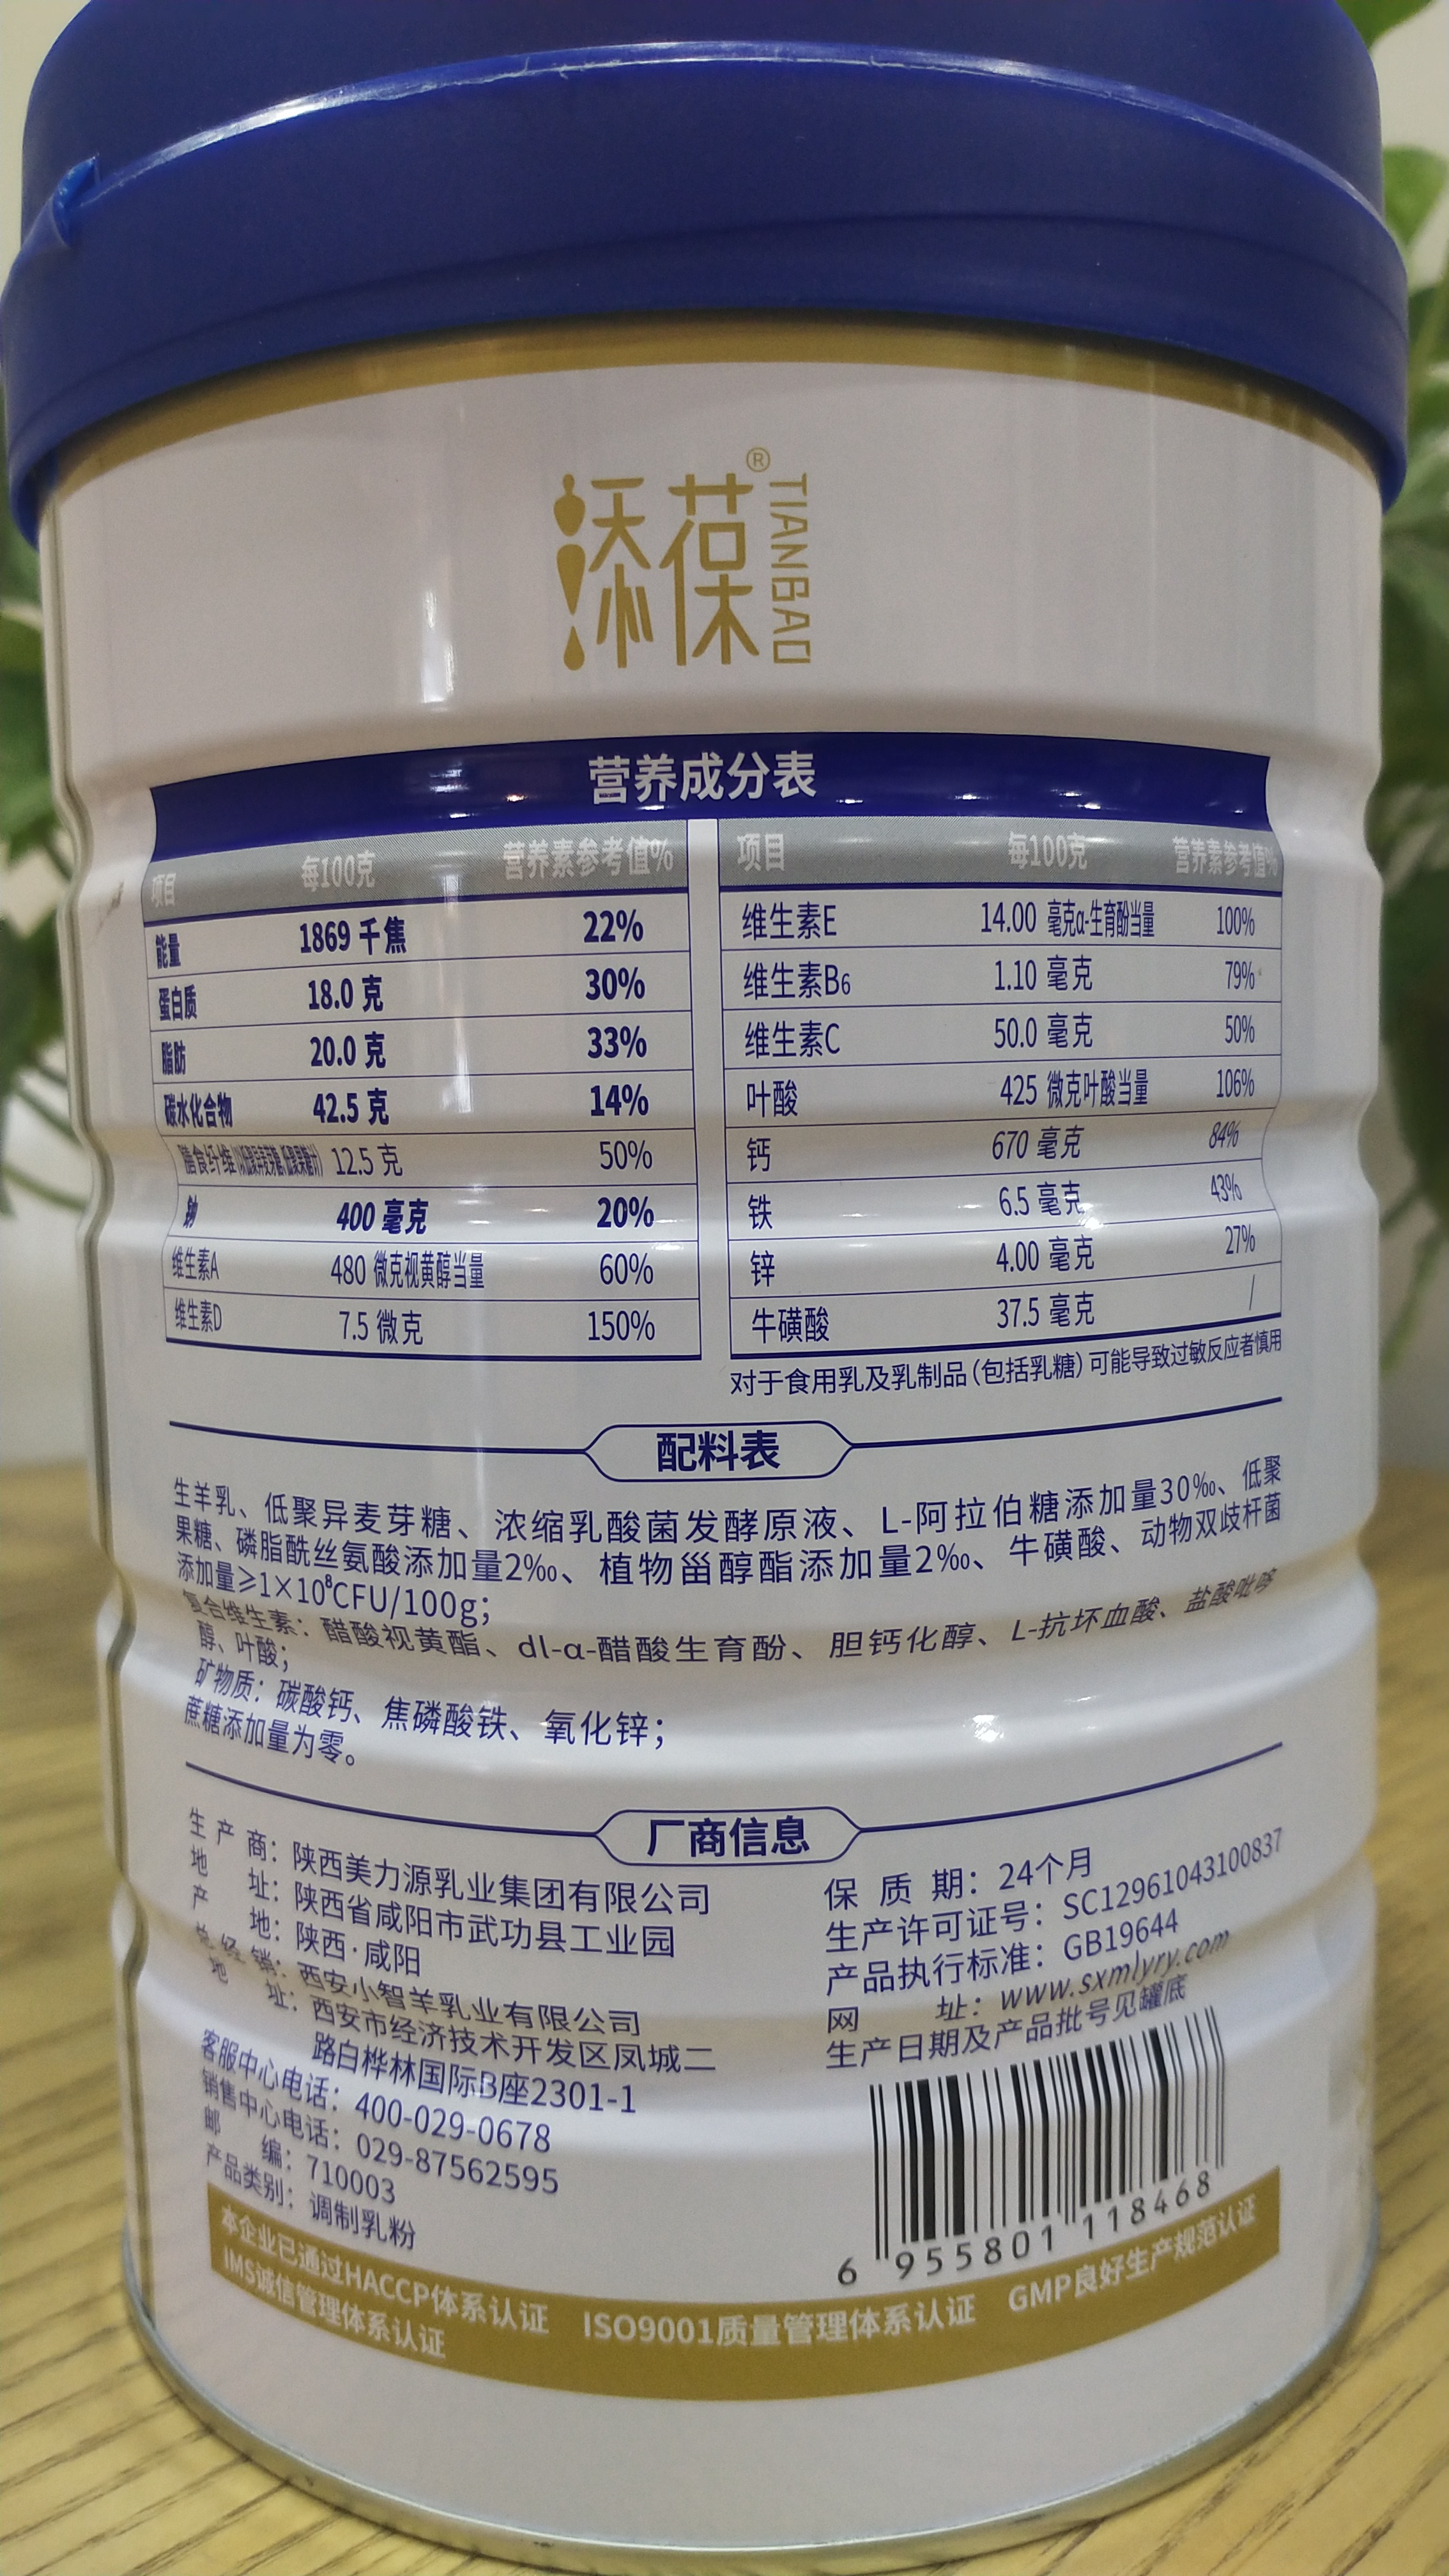 添葆®
TIANBAO
营养成分表
项目 每100克 营养素参考值%
能量 1869 千焦 22%
蛋白质 18.0 克 30%
脂肪 20.0 克 33%
碳水化合物 42.5 克 14%
膳食纤维(以低聚异麦芽糖、低聚果糖计) 12.5 克 50%
钠 400 毫克 20%
维生素A 480 微克视黄醇当量 60%
维生素D 7.5 微克 150%
项目 每100克 营养素参考值%
维生素E 14.00 毫克α-生育酚当量 100%
维生素B6 1.10 毫克 79%
维生素C 50.0 毫克 50%
叶酸 425 微克叶酸当量 106%
钙 670 毫克 84%
铁 6.5 毫克 43%
锌 4.00 毫克 27%
牛磺酸 37.5 毫克 /
对于食用乳及乳制品(包括乳糖)可能导致过敏反应者慎用
配料表
生羊乳、低聚异麦芽糖、浓缩乳酸菌发酵原液、L-阿拉伯糖添加量30‰、低聚
果糖、磷脂酰丝氨酸添加量2‰、植物甾醇酯添加量2‰、牛磺酸、动物双歧杆菌
添加量≥1×10⁸CFU/100g;
复合维生素:醋酸视黄酯、dl-α-醋酸生育酚、胆钙化醇、L-抗坏血酸、盐酸吡哆
醇、叶酸;
矿物质:碳酸钙、焦磷酸铁、氧化锌;
蔗糖添加量为零。
厂商信息
生产商:陕西美力源乳业集团有限公司
地址:陕西省咸阳市武功县工业园
产地:陕西·咸阳
总经销:西安小智羊乳业有限公司
地址:西安市经济技术开发区凤城二
路白桦林国际B座2301-1
客服中心电话:400-029-0678
销售中心电话:029-87562595
邮编:710003
产品类别:调制乳粉
保质期:24个月
生产许可证号:SC12961043100837
产品执行标准:GB19644
网址:www.sxmlyry.com
生产日期及产品批号见罐底
6 955801 118468
本企业已通过HACCP体系认证 ISO9001质量管理体系认证 GMP良好生产规范认证
IMS诚信管理体系认证